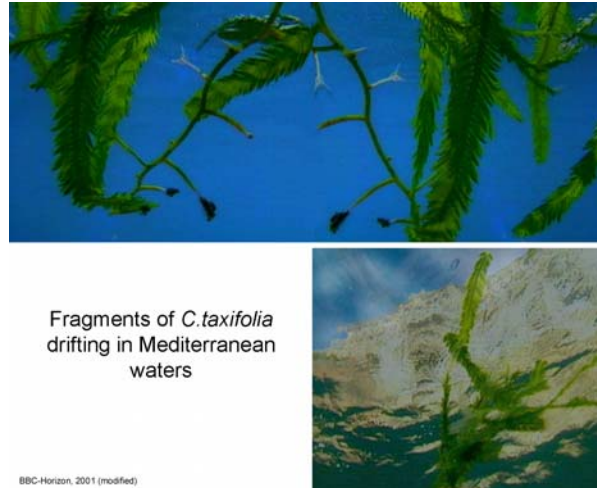 Fragments of C.taxifolia
drifting in Mediterranean
waters
BBC-Horizon, 2001 (modified)